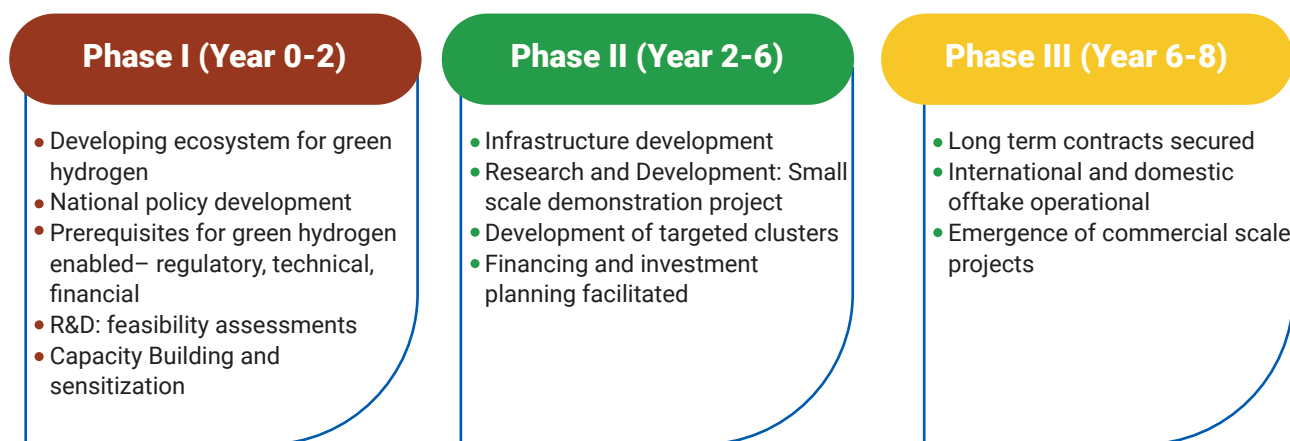 Phase I (Year 0-2)
• Developing ecosystem for green
hydrogen
• National policy development
• Prerequisites for green hydrogen
enabled– regulatory, technical,
financial
• R&D: feasibility assessments
• Capacity Building and
sensitization
Phase II (Year 2-6)
• Infrastructure development
• Research and Development: Small
scale demonstration project
• Development of targeted clusters
• Financing and investment
planning facilitated
Phase III (Year 6-8)
• Long term contracts secured
• International and domestic
offtake operational
• Emergence of commercial scale
projects